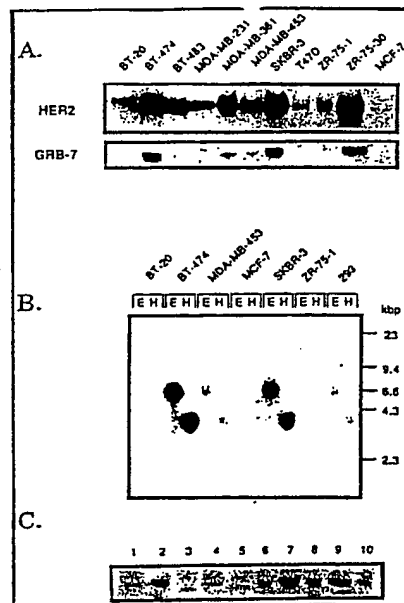 A.
BT-20 BT-474 BT-483 MDA-MB-231 MDA-MB-361 MDA-MB-453 SKBR-3 T47D ZR-75-1 ZR-75-30 MCF-7
HER2
GRB-7
B.
BT-20 BT-474 MDA-MB-453 MCF-7 SKBR-3 ZR-75-1 293
E H E H E H E H E H E H E H
kbp
23
9.4
6.6
4.3
2.3
C.
1 2 3 4 5 6 7 8 9 10